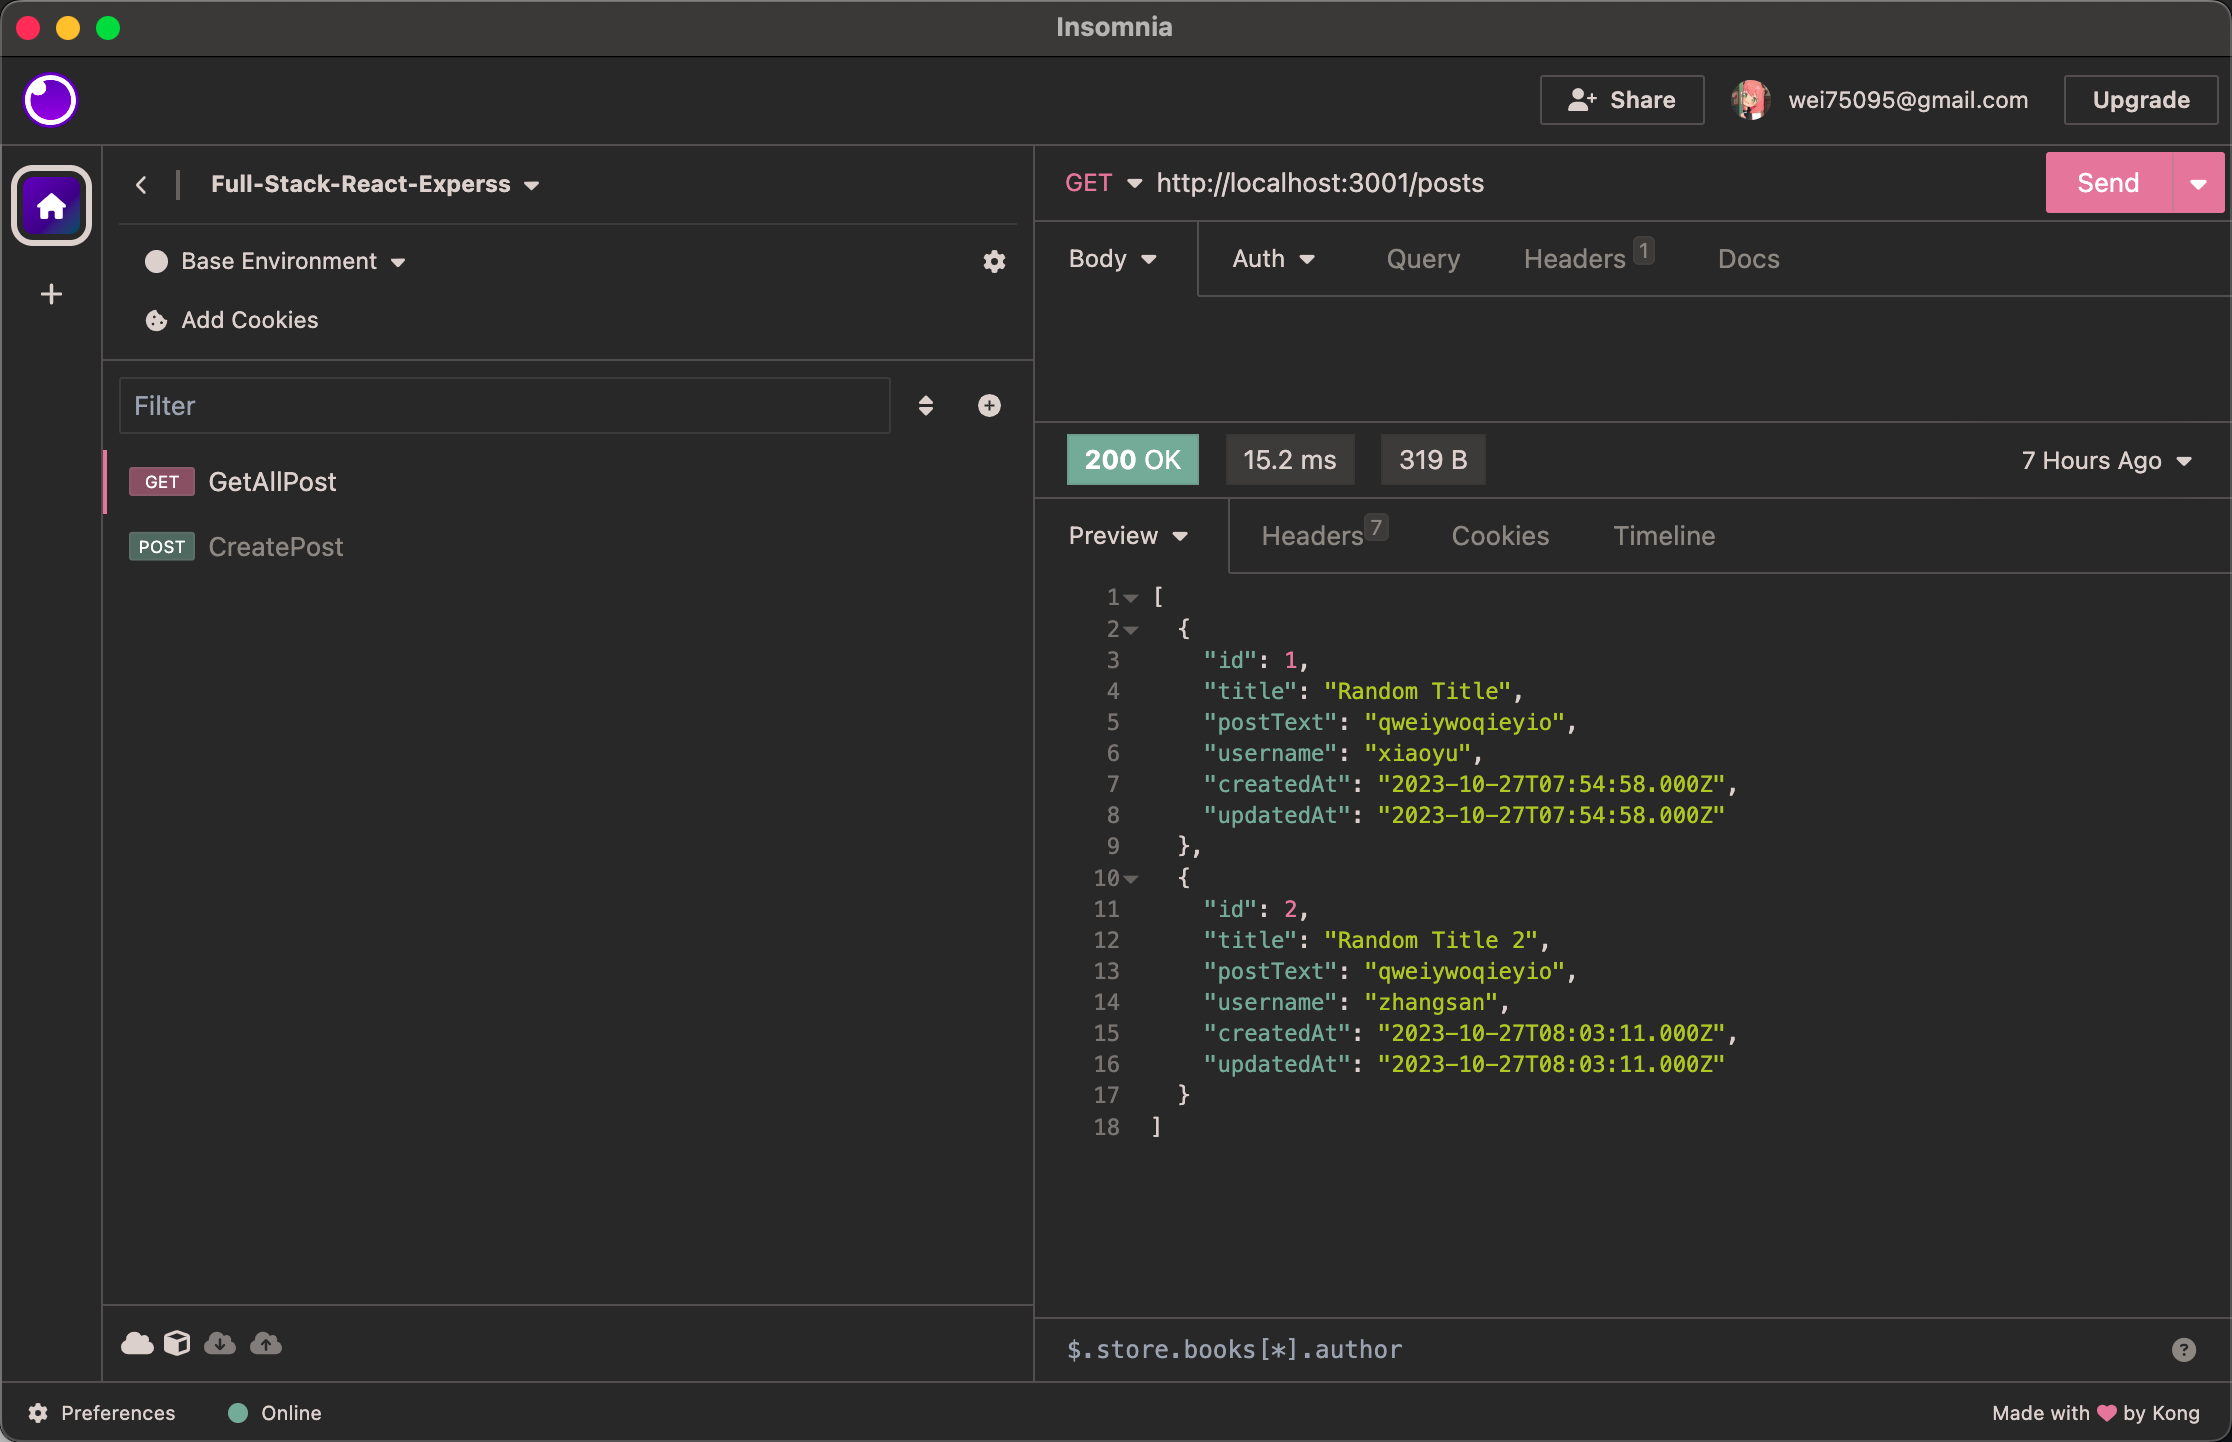 Insomnia
Share
wei75095@gmail.com
Upgrade
Full-Stack-React-Experss
Base Environment
Add Cookies
Filter
GET GetAllPost
POST CreatePost
GET http://localhost:3001/posts
Send
Body Auth Query Headers 1 Docs
200 OK 15.2 ms 319 B 7 Hours Ago
Preview Headers 7 Cookies Timeline
1 [
2 {
3 "id": 1,
4 "title": "Random Title",
5 "postText": "qweiywoqieyio",
6 "username": "xiaoyu",
7 "createdAt": "2023-10-27T07:54:58.000Z",
8 "updatedAt": "2023-10-27T07:54:58.000Z"
9 },
10 {
11 "id": 2,
12 "title": "Random Title 2",
13 "postText": "qweiywoqieyio",
14 "username": "zhangsan",
15 "createdAt": "2023-10-27T08:03:11.000Z",
16 "updatedAt": "2023-10-27T08:03:11.000Z"
17 }
18 ]
$.store.books[*].author
?
Preferences Online
Made with ♥ by Kong